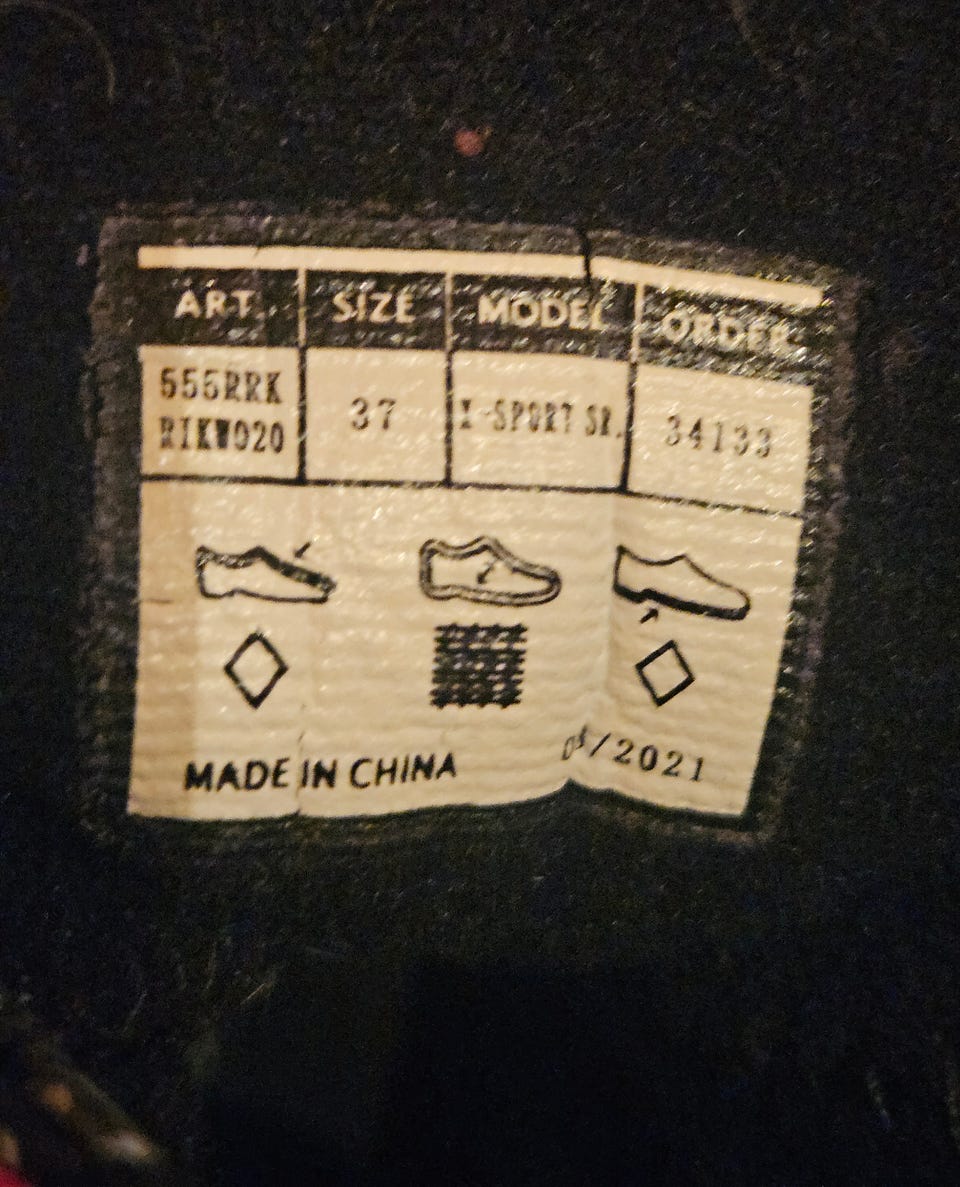 ART. SIZE MODEL ORDER
555RRK
RIKW020
37
X-SPORT SR.
34133
MADE IN CHINA
/2021